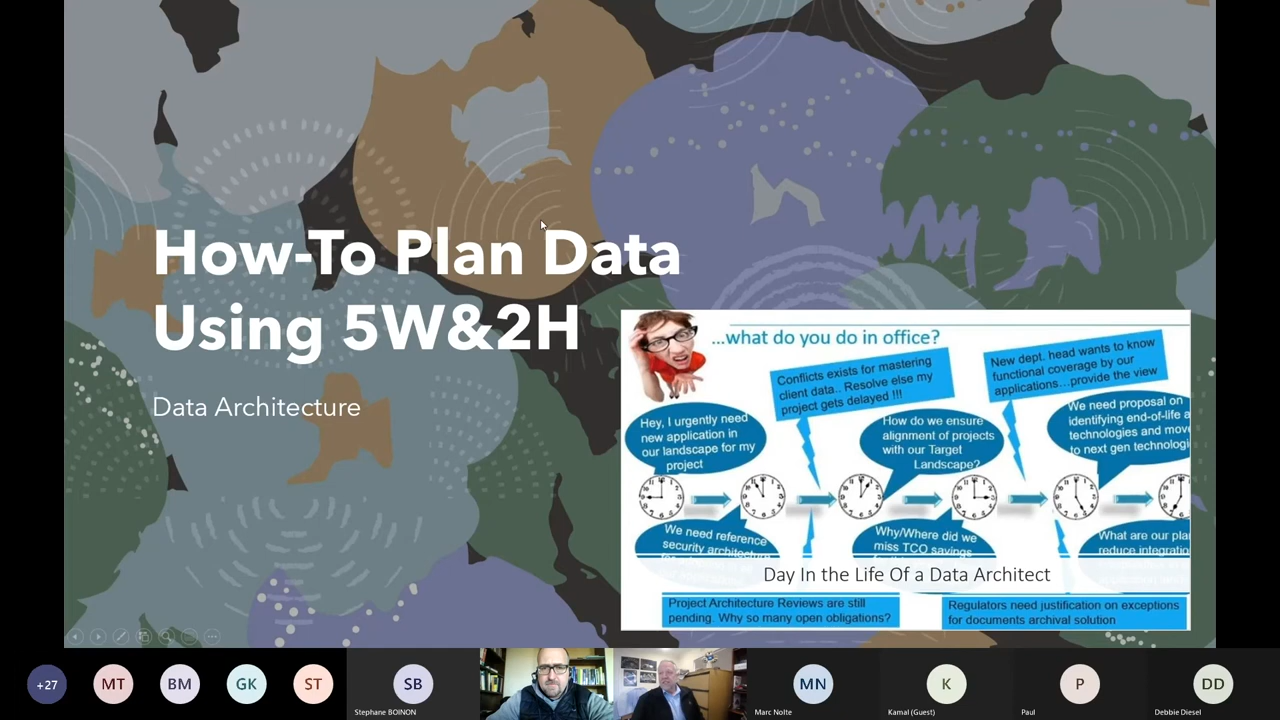 How-To Plan Data
Using 5W&2H
Data Architecture
...what do you do in office?
Conflicts exists for mastering
client data.. Resolve else my
project gets delayed !!!
New dept. head wants to know
functional coverage by our
applications…provide the view
Hey, I urgently need
new application in
our landscape for my
project
How do we ensure
alignment of projects
with our Target
Landscape?
We need proposal on
identifying end-of-life a
technologies and move
to next gen technologi
We need reference
security architecture
Why/Where did we
miss TCO savings
What are our plan
reduce integratio
Day In the Life Of a Data Architect
Project Architecture Reviews are still
pending. Why so many open obligations?
Regulators need justification on exceptions
for documents archival solution
+27
MT
BM
GK
ST
SB
Stephane BOINON
MN
Marc Nolte
K
Kamal (Guest)
P
Paul
DD
Debbie Diesel